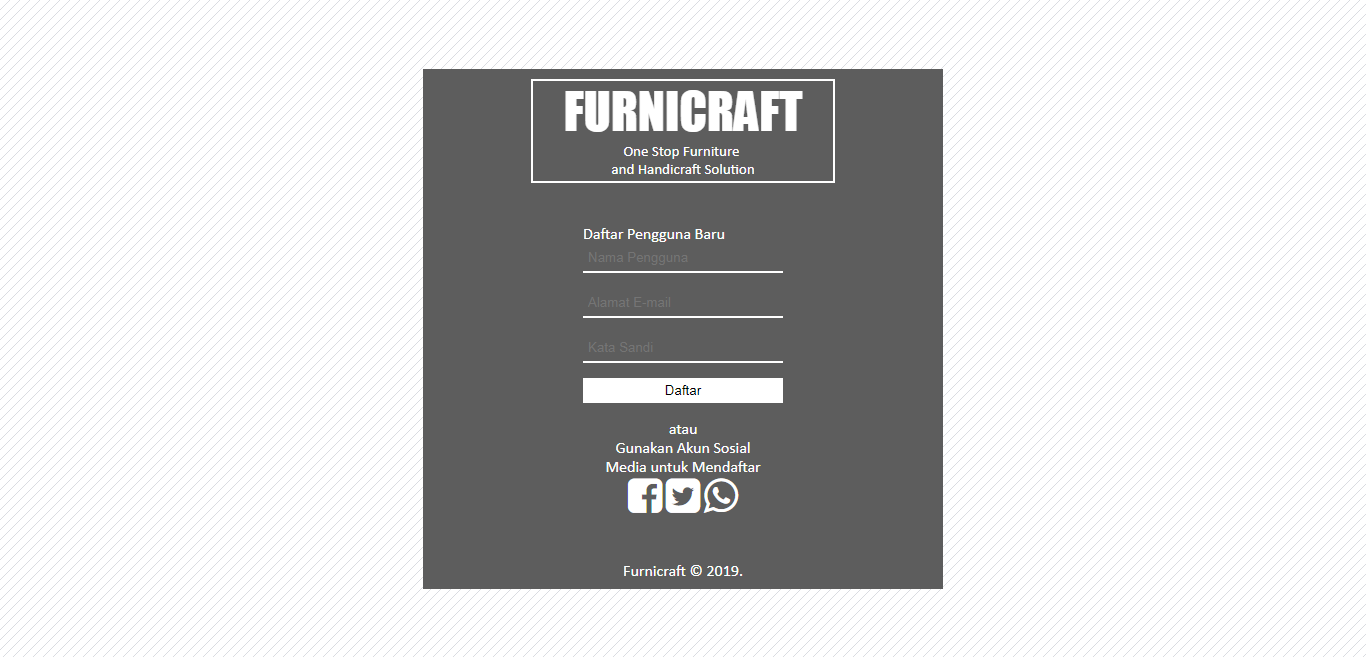 FURNICRAFT
One Stop Furniture
and Handicraft Solution
Daftar Pengguna Baru
Nama Pengguna
Alamat E-mail
Kata Sandi
Daftar
atau
Gunakan Akun Sosial
Media untuk Mendaftar
Furnicraft © 2019.